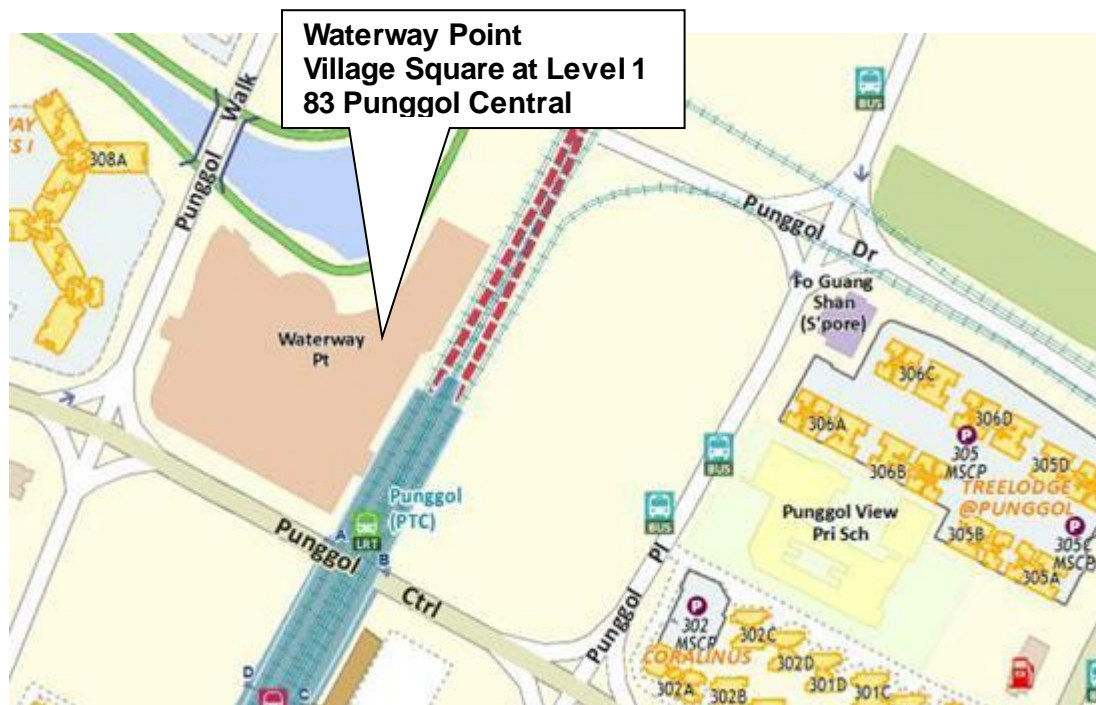 Waterway Point
Village Square at Level 1
83 Punggol Central
BUS
Walk
308A
Punggol
Punggol
Dr
Fo Guang
Shan
(S'pore)
Waterway
Pt
306C
306A
306D
P
305
MSCP
305D
BUS
306B
TREELODGE
@PUNGGOL
Punggol
(PTC)
BUS
Punggol View
Pri Sch
P
305C
MSCP
305B
305A
A
LRT
B
Punggol
Ctrl
Pl
Punggol
P
302
MSCP
302C
CORALINUS
302D
301D
301C
302A
302B
D
C